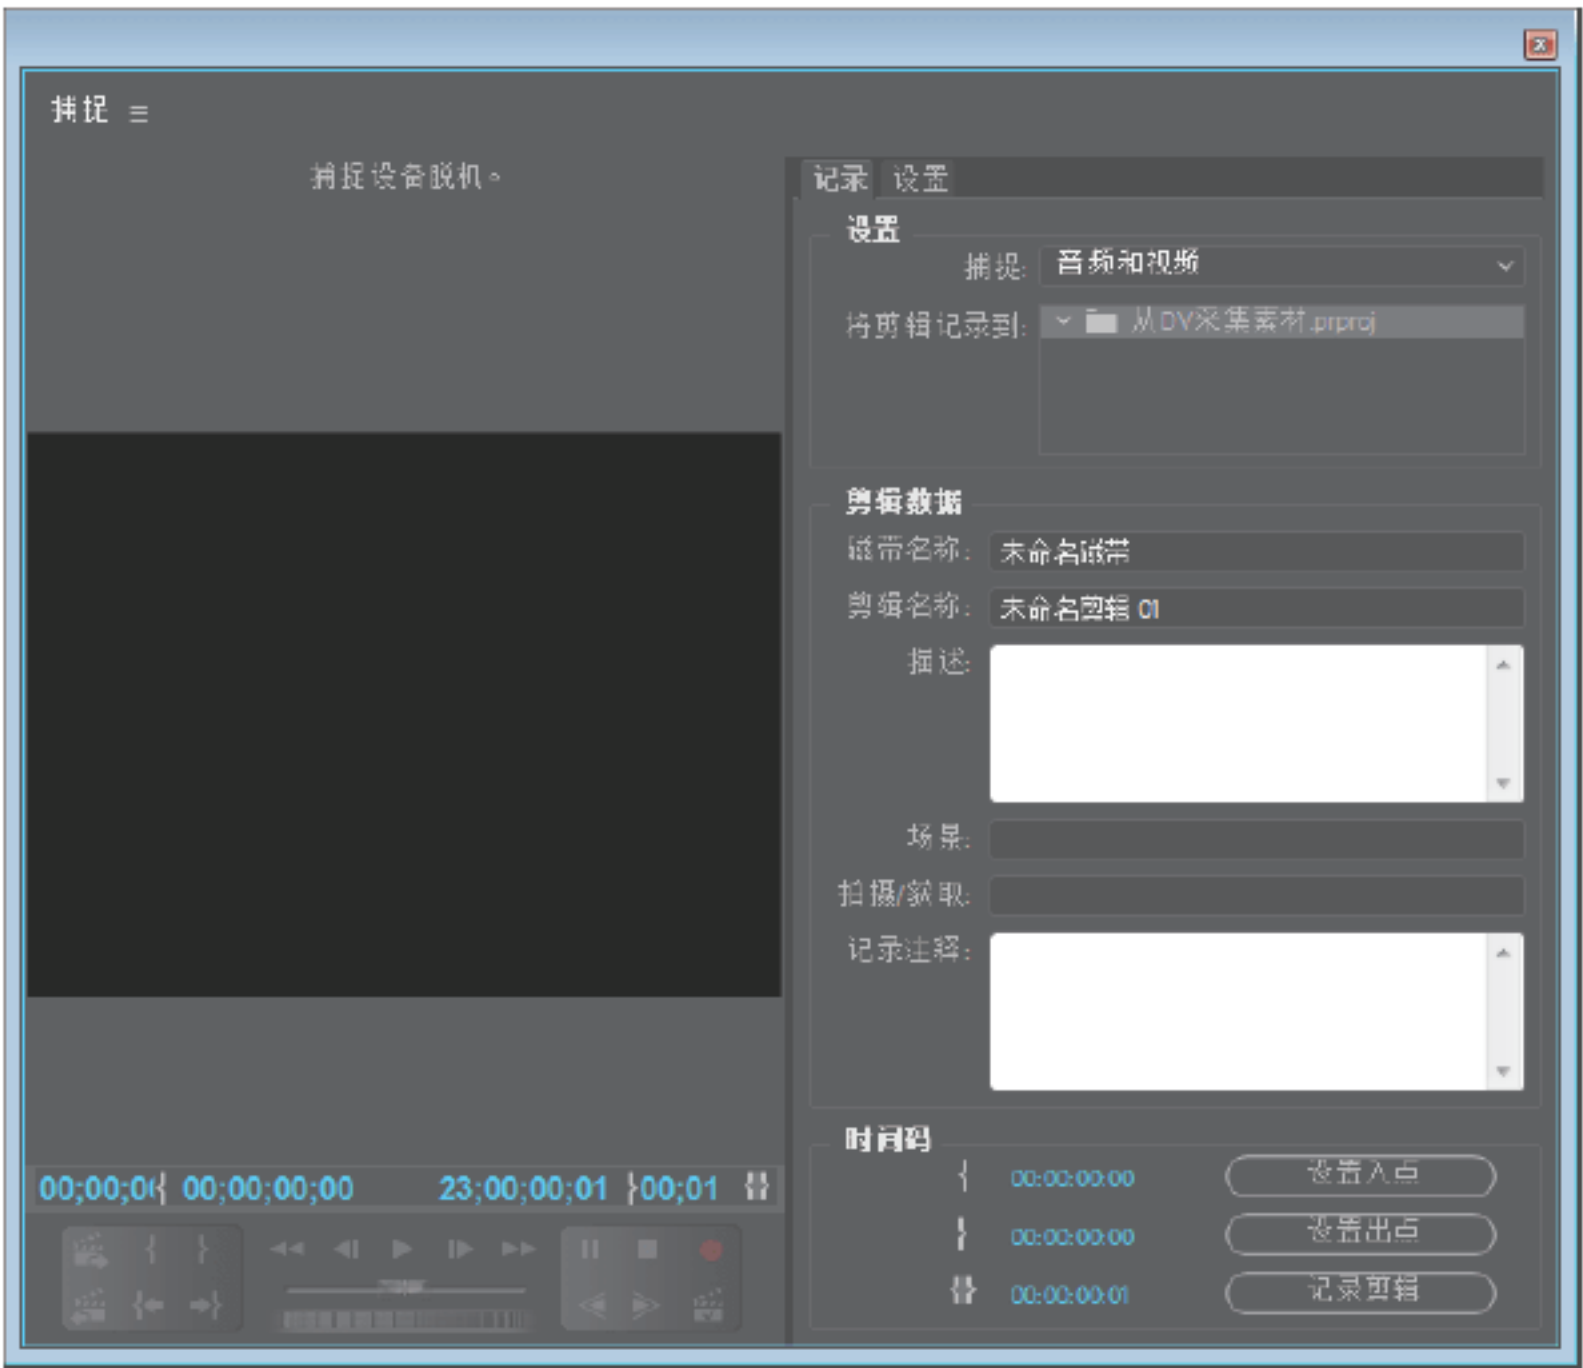 捕捉
捕捉设备脱机。
记录 设置
设置
捕捉: 音频和视频
将剪辑记录到: 从DV采集素材.prproj
剪辑数据
磁带名称: 未命名磁带
剪辑名称: 未命名剪辑 01
描述:
场景:
拍摄/获取:
记录注释:
时间码
{ 00:00:00:00 设置入点
} 00:00:00:00 设置出点
{} 00:00:00:01 记录剪辑
00;00;0 { 00;00;00;00 23;00;00;01 } 00;01 {}